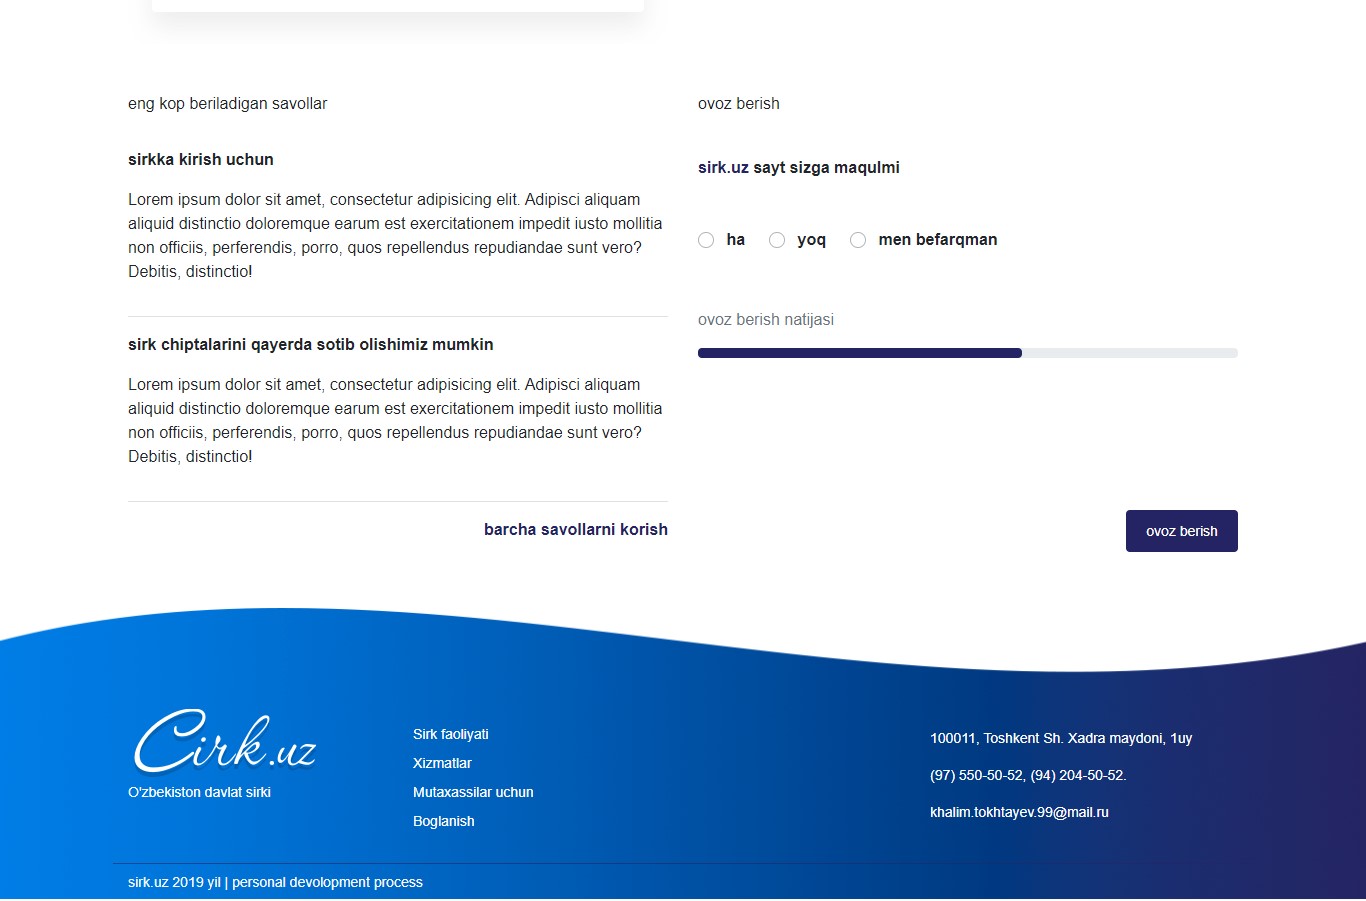 eng kop beriladigan savollar
sirkka kirish uchun
Lorem ipsum dolor sit amet, consectetur adipisicing elit. Adipisci aliquam
aliquid distinctio doloremque earum est exercitationem impedit iusto mollitia
non officiis, perferendis, porro, quos repellendus repudiandae sunt vero?
Debitis, distinctio!
sirk chiptalarini qayerda sotib olishimiz mumkin
Lorem ipsum dolor sit amet, consectetur adipisicing elit. Adipisci aliquam
aliquid distinctio doloremque earum est exercitationem impedit iusto mollitia
non officiis, perferendis, porro, quos repellendus repudiandae sunt vero?
Debitis, distinctio!
barcha savollarni korish
ovoz berish
sirk.uz sayt sizga maqulmi
ha yoq men befarqman
ovoz berish natijasi
ovoz berish
Cirk.uz
O'zbekiston davlat sirki
Sirk faoliyati
Xizmatlar
Mutaxassilar uchun
Boglanish
100011, Toshkent Sh. Xadra maydoni, 1uy
(97) 550-50-52, (94) 204-50-52.
khalim.tokhtayev.99@mail.ru
sirk.uz 2019 yil | personal devolopment process